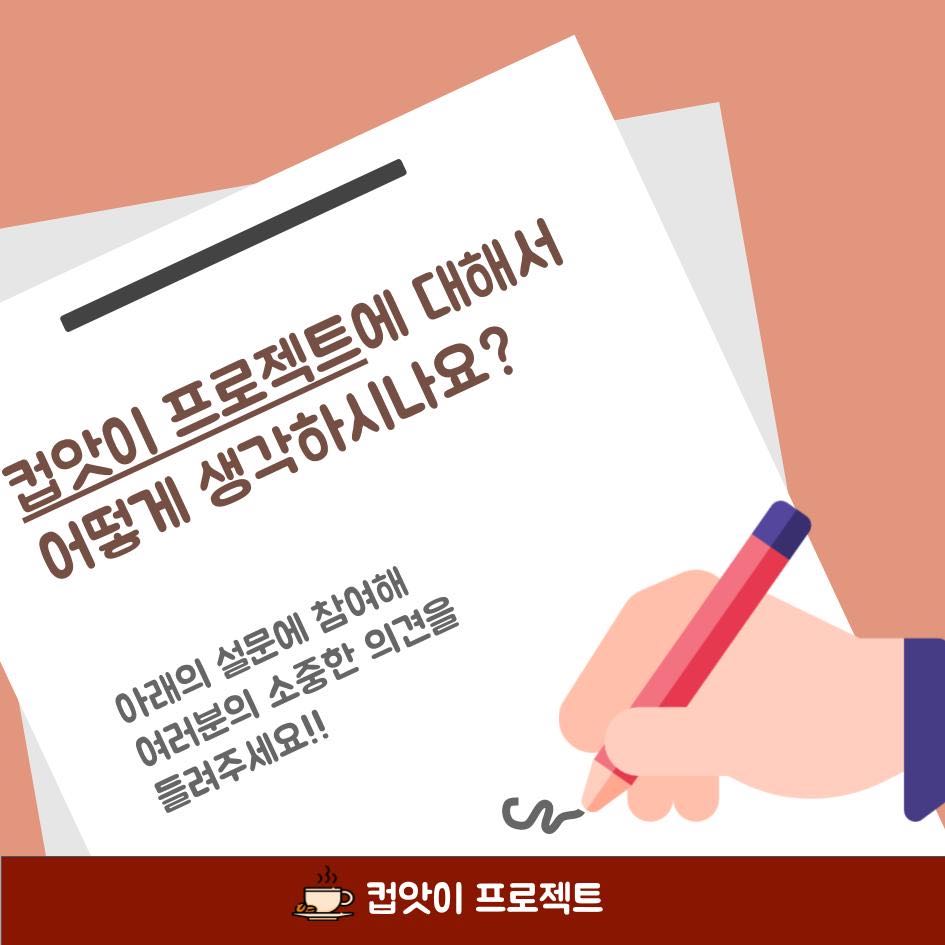 컵앗이 프로젝트에 대해서
어떻게 생각하시나요?
아래의 설문에 참여해
여러분의 소중한 의견을
들려주세요!!
컵앗이 프로젝트